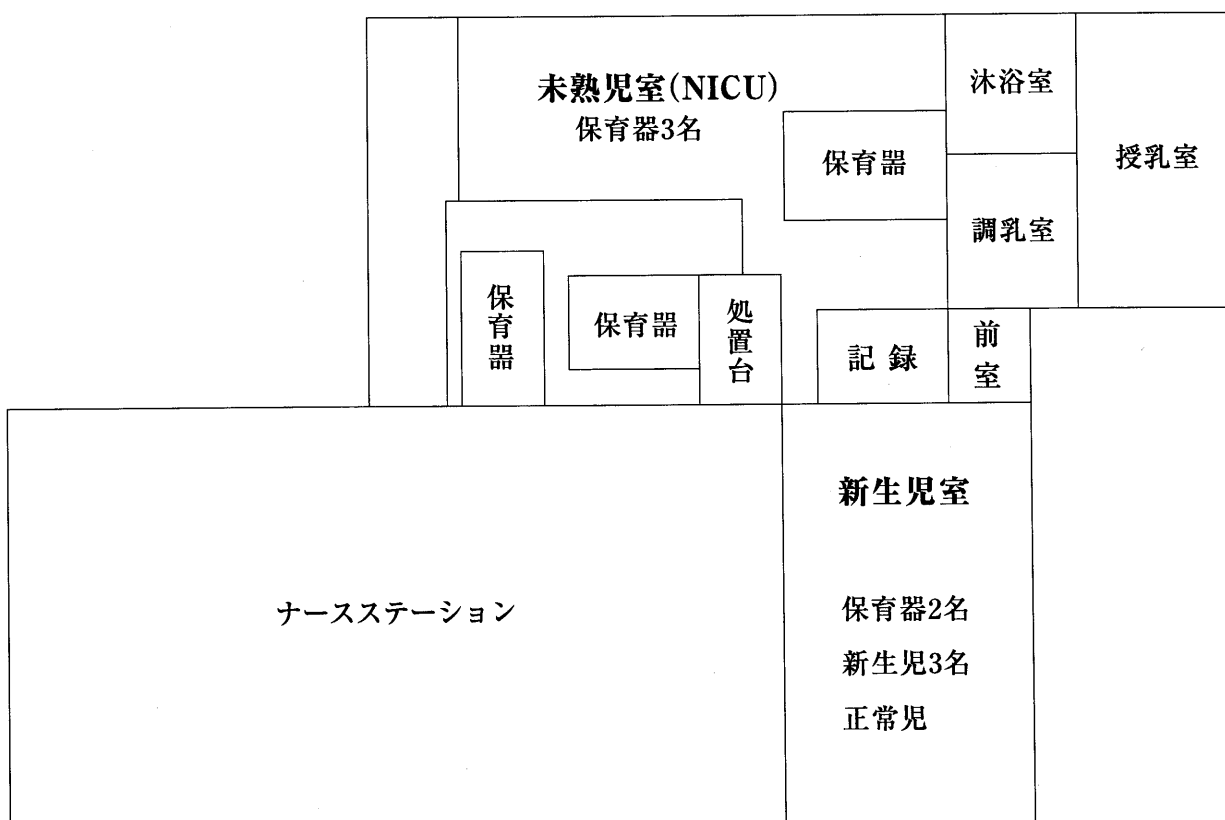 未熟児室(NICU)
保育器3名
沐浴室
授乳室
保育器
調乳室
保育器
保育器
処置台
記録
前室
新生児室
ナースステーション
保育器2名
新生児3名
正常児